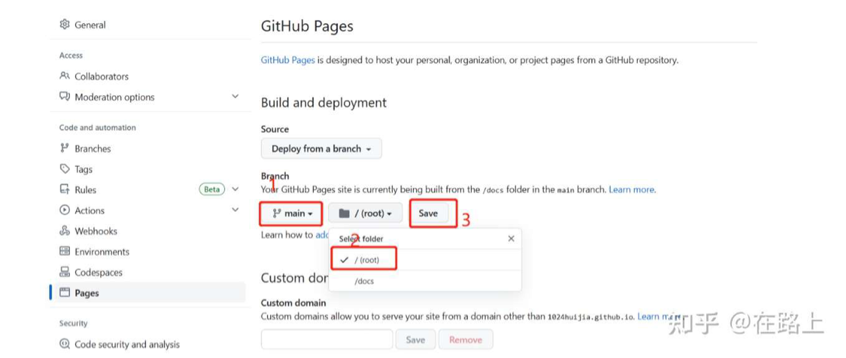 General
Access
Collaborators
Moderation options
Code and automation
Branches
Tags
Rules Beta
Actions
Webhooks
Environments
Codespaces
Pages
Security
Code security and analysis
GitHub Pages
GitHub Pages is designed to host your personal, organization, or project pages from a GitHub repository.
Build and deployment
Source
Deploy from a branch
Branch
1
Your GitHub Pages site is currently being built from the /docs folder in the main branch. Learn more.
main / (root) Save 3
Learn how to add
Select folder
2
/ (root)
/docs
Custom dom
Custom domain
Custom domains allow you to serve your site from a domain other than 1024huijia.github.io. Learn more.
Save Remove
知乎 @在路上